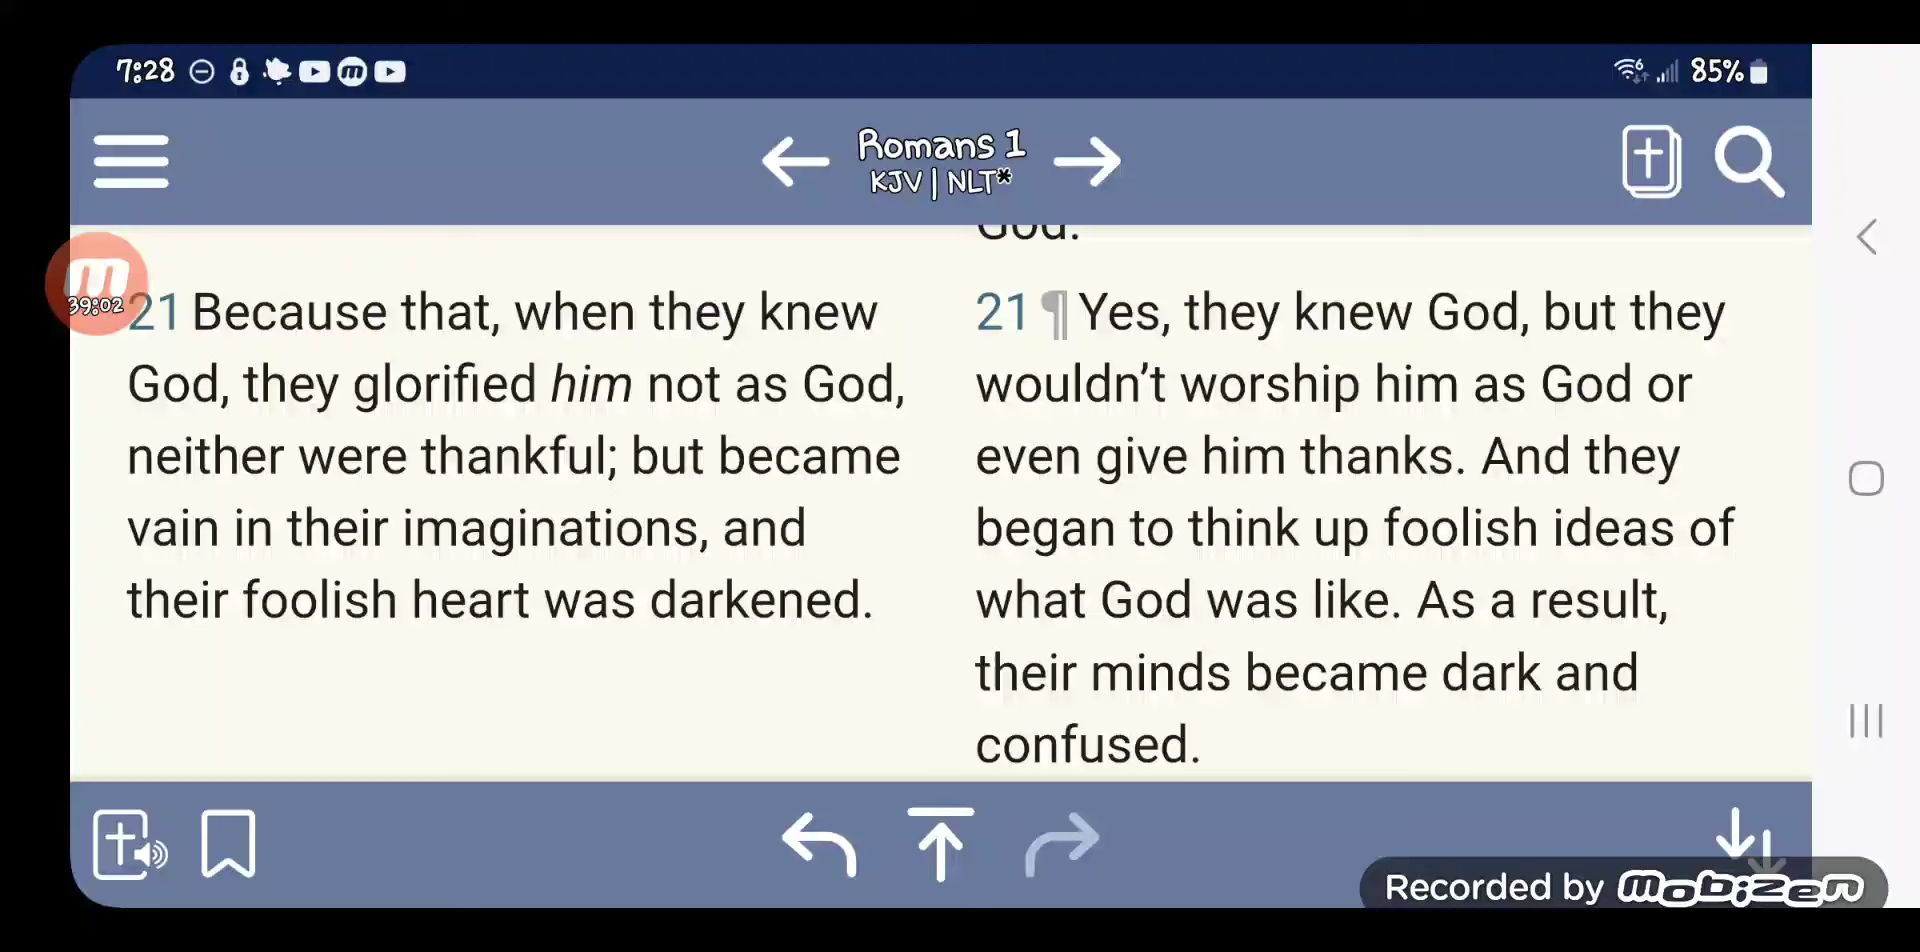 7:28
85%
Romans 1
KJV | NLT*
God.
39:02
21 Because that, when they knew
God, they glorified him not as God,
neither were thankful; but became
vain in their imaginations, and
their foolish heart was darkened.
21 ¶ Yes, they knew God, but they
wouldn't worship him as God or
even give him thanks. And they
began to think up foolish ideas of
what God was like. As a result,
their minds became dark and
confused.
Recorded by Mobizen